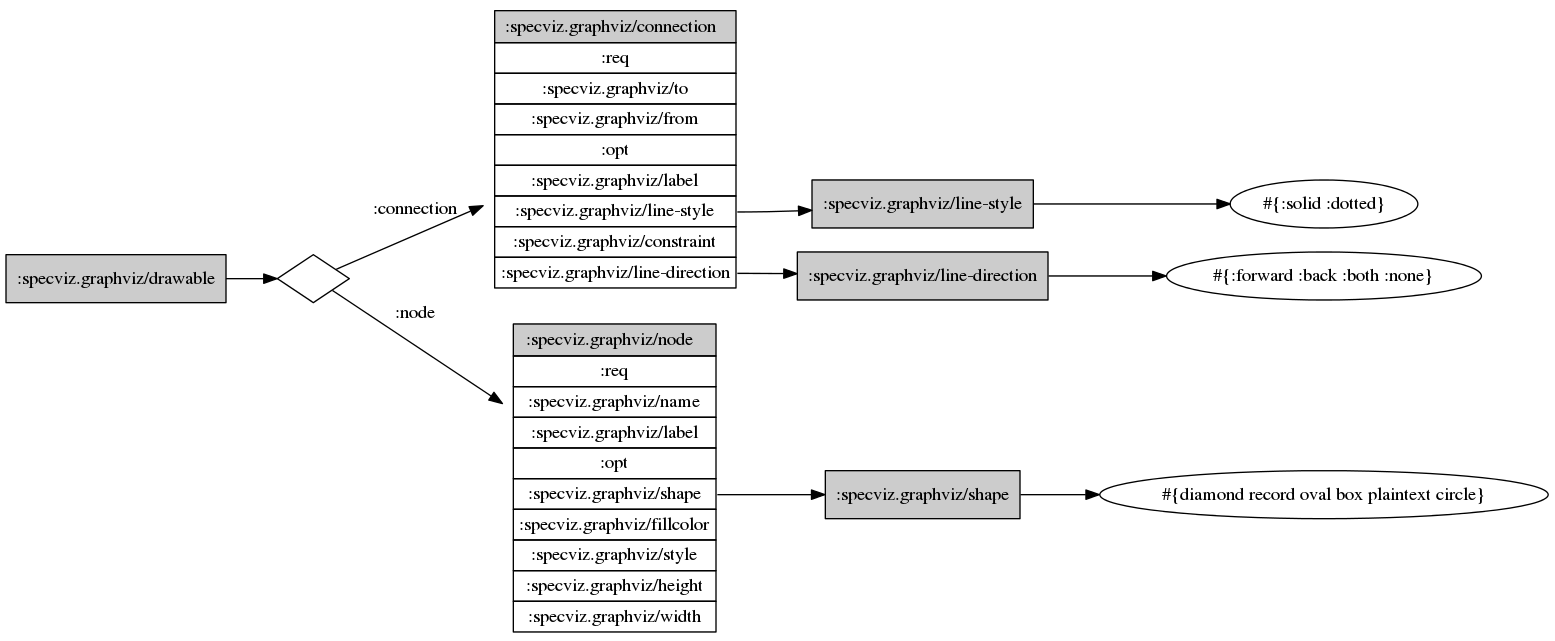 :specviz.graphviz/drawable
:connection
:node
:specviz.graphviz/connection
:req
:specviz.graphviz/to
:specviz.graphviz/from
:opt
:specviz.graphviz/label
:specviz.graphviz/line-style
:specviz.graphviz/constraint
:specviz.graphviz/line-direction
:specviz.graphviz/line-style
#{:solid :dotted}
:specviz.graphviz/line-direction
#{:forward :back :both :none}
:specviz.graphviz/node
:req
:specviz.graphviz/name
:specviz.graphviz/label
:opt
:specviz.graphviz/shape
:specviz.graphviz/fillcolor
:specviz.graphviz/style
:specviz.graphviz/height
:specviz.graphviz/width
:specviz.graphviz/shape
#{diamond record oval box plaintext circle}